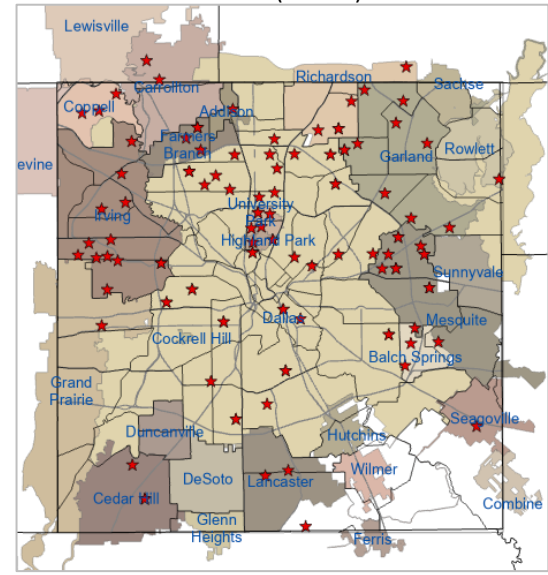 Lewisville
Richardson
Carrollton
Sachse
Coppell
Addison
Farmers
Branch
Garland
Rowlett
evine
Irving
University
Park
Highland Park
Sunnyvale
Dallas
Mesquite
Cockrell Hill
Balch Springs
Grand
Prairie
Seagoville
Duncanville
Hutchins
Wilmer
DeSoto
Lancaster
Cedar Hill
Combine
Glenn
Heights
Ferris